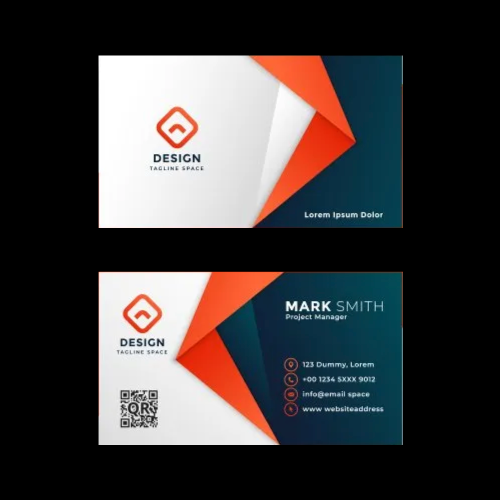 DESIGN
TAGLINE SPACE
Lorem Ipsum Dolor
MARK SMITH
Project Manager
DESIGN
TAGLINE SPACE
123 Dummy, Lorem
+00 1234 5XXX 9012
info@email space
www websiteaddress
QR